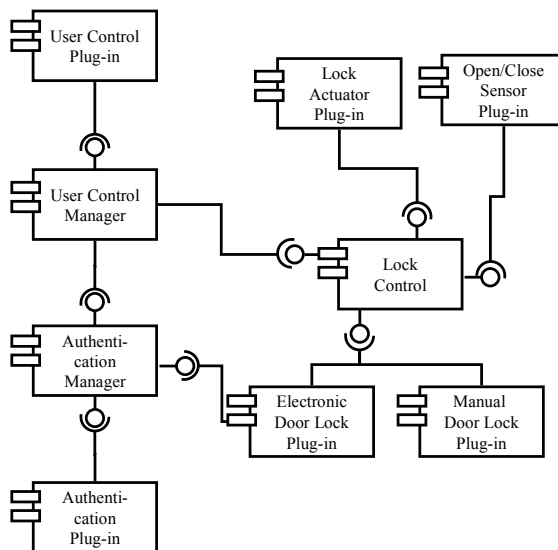 User Control
Plug-in
Lock
Actuator
Plug-in
Open/Close
Sensor
Plug-in
User Control
Manager
Lock
Control
Authenti-
cation
Manager
Electronic
Door Lock
Plug-in
Manual
Door Lock
Plug-in
Authenti-
cation
Plug-in